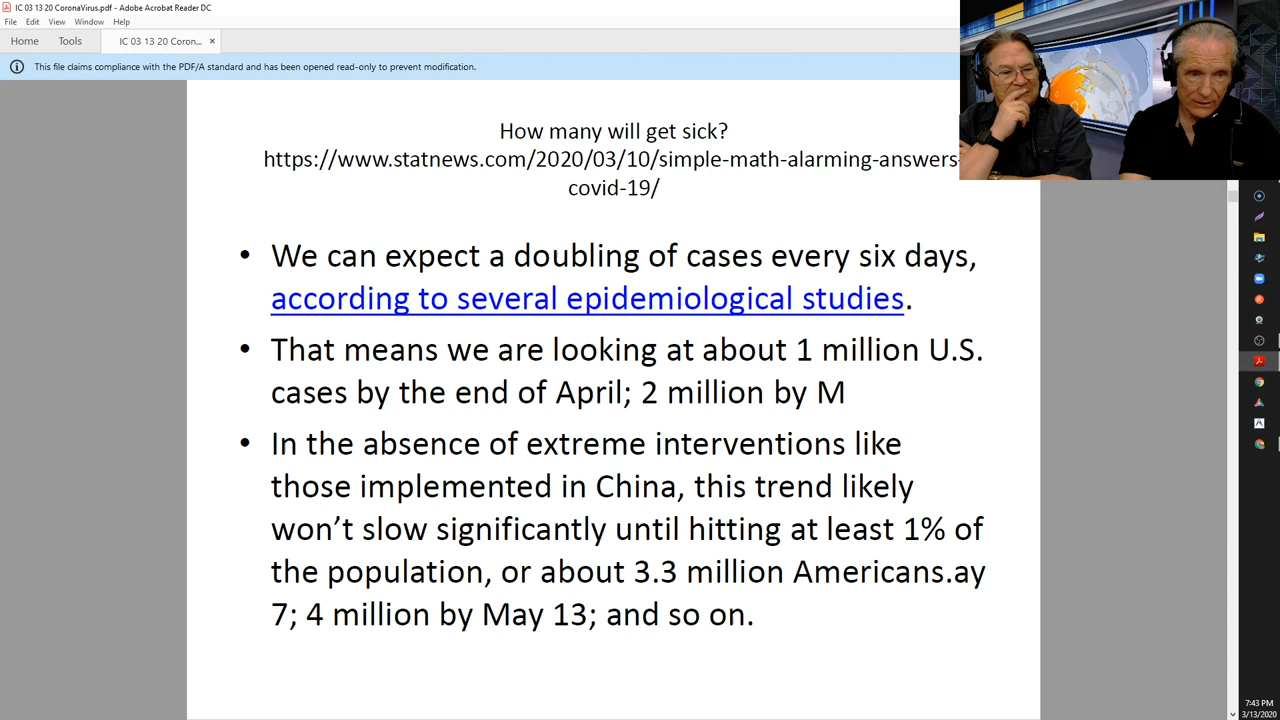 IC 03 13 20 CoronaVirus.pdf - Adobe Acrobat Reader DC
File Edit View Window Help
Home Tools IC 03 13 20 Coron... ×
This file claims compliance with the PDF/A standard and has been opened read-only to prevent modification.
How many will get sick?
https://www.statnews.com/2020/03/10/simple-math-alarming-answers-
covid-19/
• We can expect a doubling of cases every six days,
according to several epidemiological studies.
• That means we are looking at about 1 million U.S.
cases by the end of April; 2 million by M
• In the absence of extreme interventions like
those implemented in China, this trend likely
won’t slow significantly until hitting at least 1% of
the population, or about 3.3 million Americans.ay
7; 4 million by May 13; and so on.
7:43 PM
3/13/2020